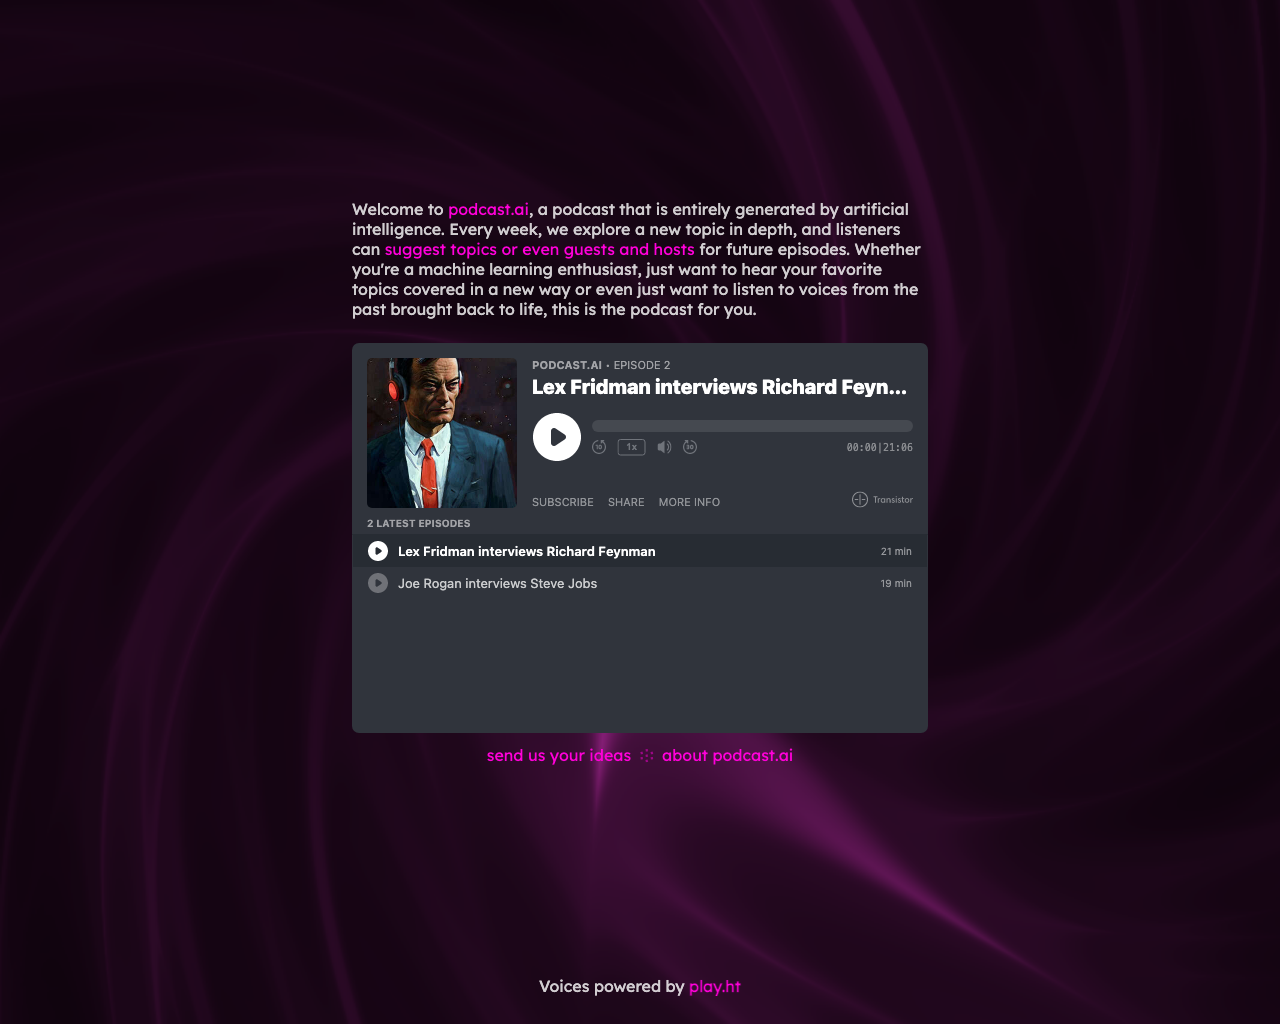 Welcome to podcast.ai, a podcast that is entirely generated by artificial
intelligence. Every week, we explore a new topic in depth, and listeners
can suggest topics or even guests and hosts for future episodes. Whether
you're a machine learning enthusiast, just want to hear your favorite
topics covered in a new way or even just want to listen to voices from the
past brought back to life, this is the podcast for you.
PODCAST.AI • EPISODE 2
Lex Fridman interviews Richard Feyn...
10 1x 30 00:00|21:06
SUBSCRIBE SHARE MORE INFO Transistor
2 LATEST EPISODES
Lex Fridman interviews Richard Feynman 21 min
Joe Rogan interviews Steve Jobs 19 min
send us your ideas about podcast.ai
Voices powered by play.ht